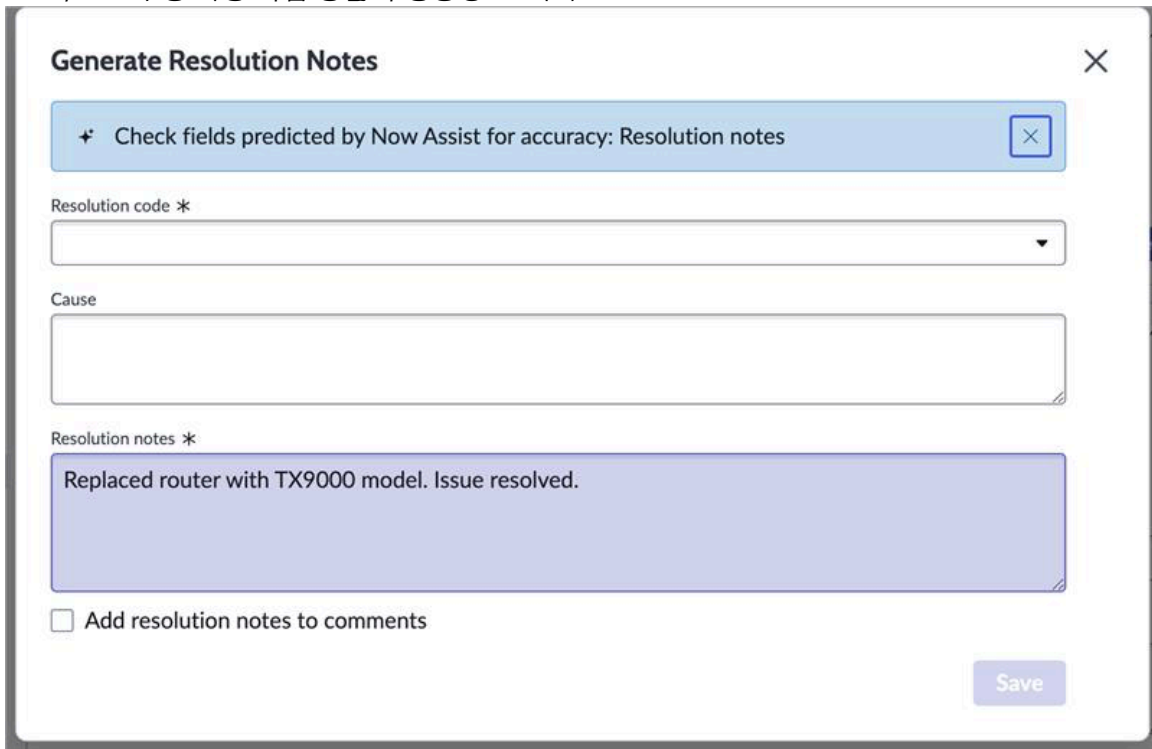 Generate Resolution Notes
Check fields predicted by Now Assist for accuracy: Resolution notes
Resolution code *
Cause
Resolution notes *
Replaced router with TX9000 model. Issue resolved.
Add resolution notes to comments
Save